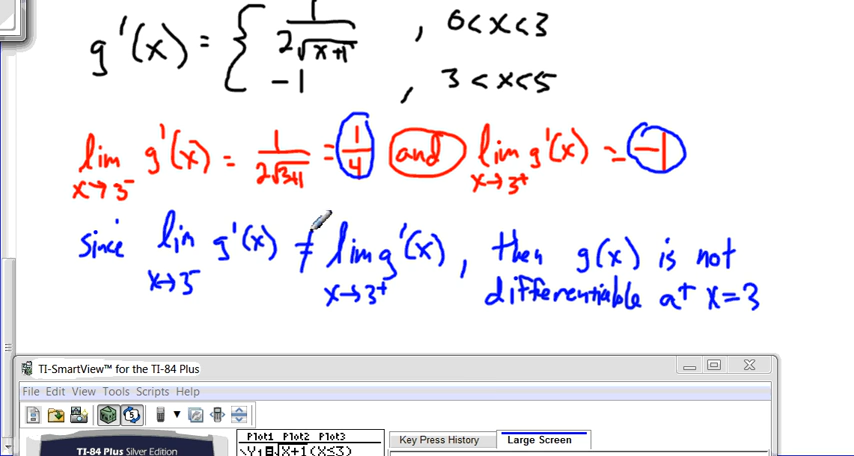 g'(x) = { 1/(2√(x+1)) , 0<x<3
-1 , 3<x<5
lim x→3⁻ g'(x) = 1/(2√(3+1)) = 1/4 and lim x→3⁺ g'(x) = -1
since lim x→3⁻ g'(x) ≠ lim x→3⁺ g'(x), then g(x) is not
differentiable at x=3
TI-SmartView™ for the TI-84 Plus
File Edit View Tools Scripts Help
TI-84 Plus Silver Edition
Plot1 Plot2 Plot3
\Y1=√X+1(X≤3)
Key Press History
Large Screen